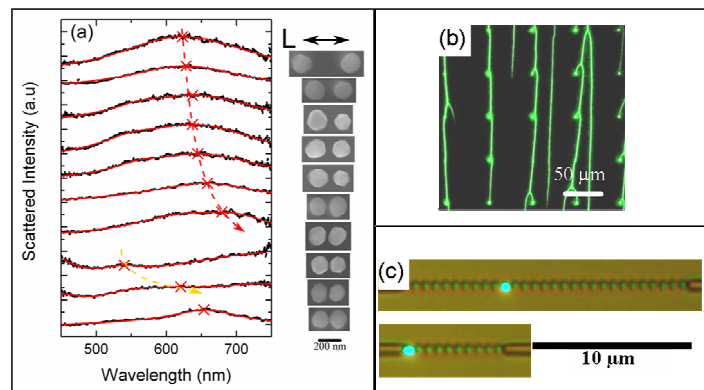 (a)
Scattered Intensity (a.u)
500
600
700
Wavelength (nm)
L
200 nm
(b)
50 µm
(c)
10 µm